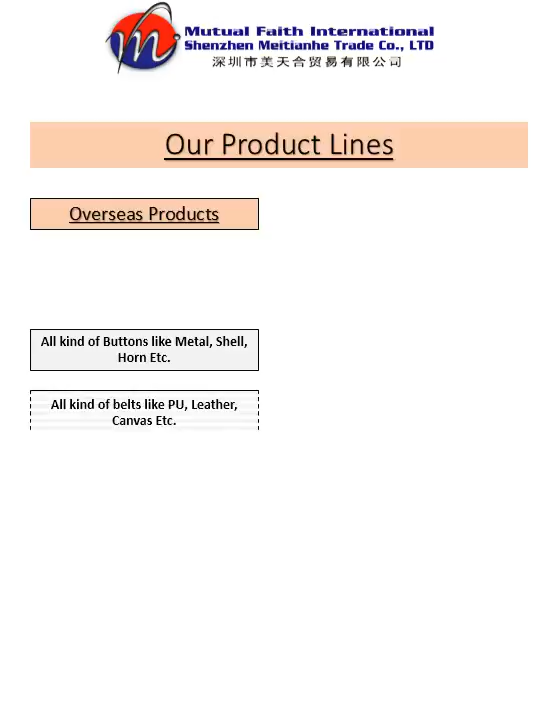 Mutual Faith International
Shenzhen Meitianhe Trade Co., LTD
深圳市美天合贸易有限公司
Our Product Lines
Overseas Products
All kind of Buttons like Metal, Shell,
Horn Etc.
All kind of belts like PU, Leather,
Canvas Etc.